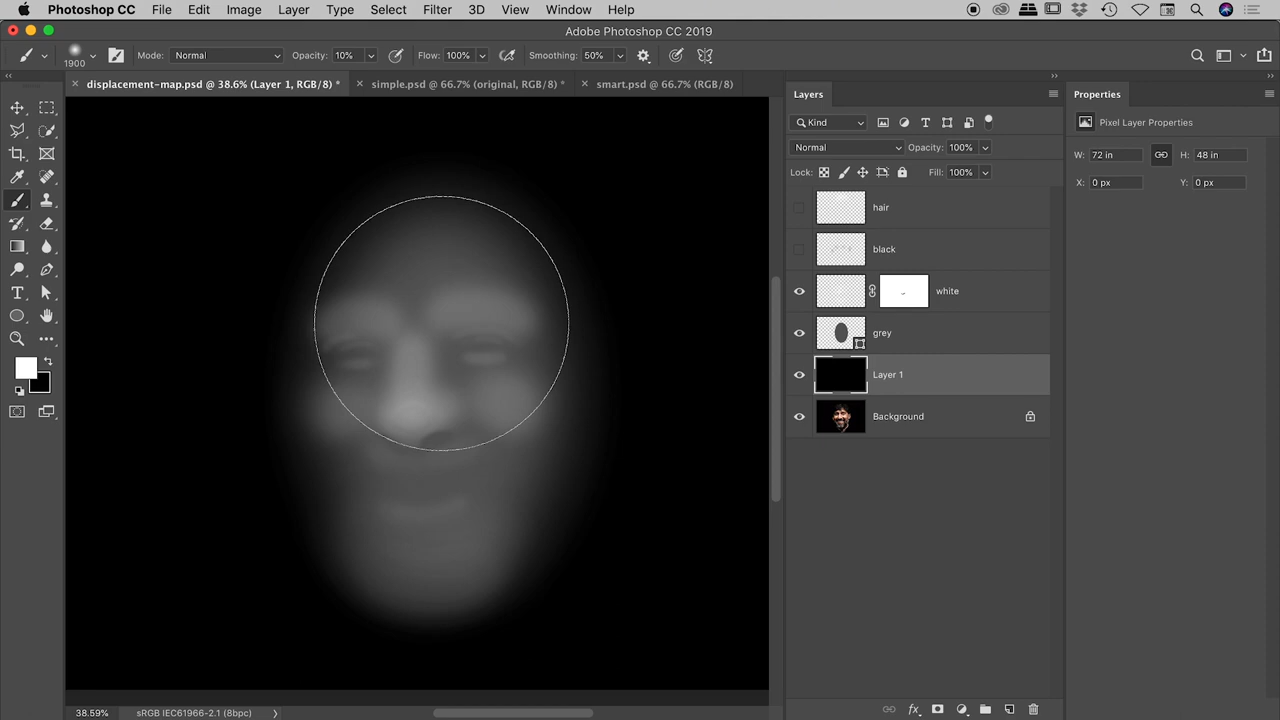 Photoshop CC File Edit Image Layer Type Select Filter 3D View Window Help
Adobe Photoshop CC 2019
1900 Mode: Normal Opacity: 10% Flow: 100% Smoothing: 50%
displacement-map.psd @ 38.6% (Layer 1, RGB/8) * simple.psd @ 66.7% (original, RGB/8) * smart.psd @ 66.7% (RGB/8)
Layers
Kind
Normal Opacity: 100%
Lock: Fill: 100%
hair
black
white
grey
Layer 1
Background
Properties
Pixel Layer Properties
W: 72 in H: 48 in
X: 0 px Y: 0 px
38.59% sRGB IEC61966-2.1 (8bpc)